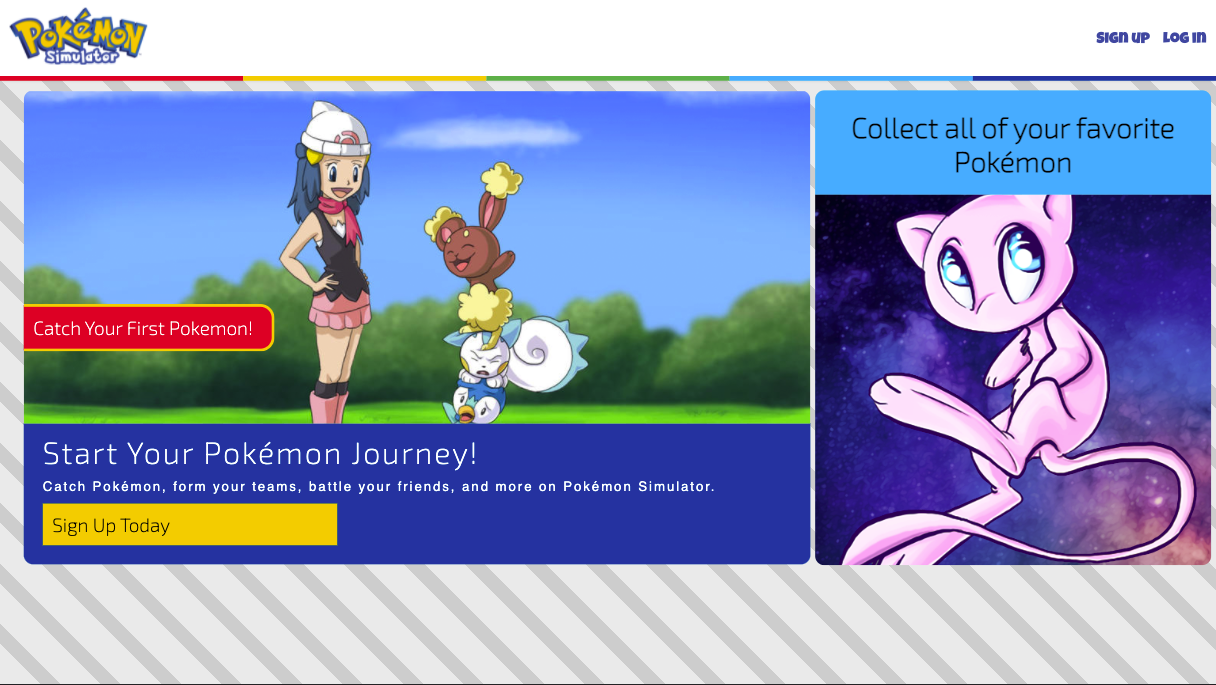 Pokémon
Simulator
Sign Up Log In
Collect all of your favorite
Pokémon
Catch Your First Pokemon!
Start Your Pokémon Journey!
Catch Pokémon, form your teams, battle your friends, and more on Pokémon Simulator.
Sign Up Today